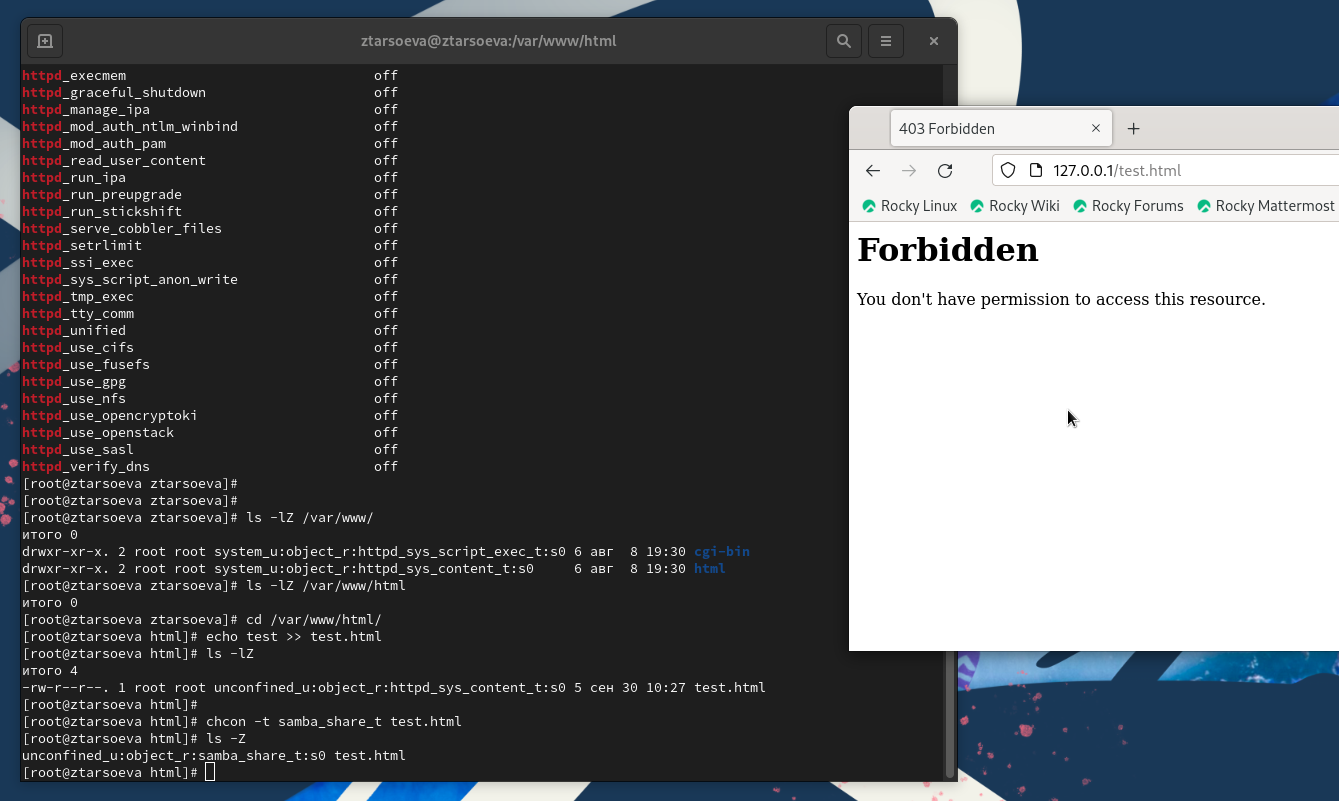 ztarsoeva@ztarsoeva:/var/www/html
httpd_execmem                               off
httpd_graceful_shutdown                     off
httpd_manage_ipa                            off
httpd_mod_auth_ntlm_winbind                 off
httpd_mod_auth_pam                          off
httpd_read_user_content                     off
httpd_run_ipa                               off
httpd_run_preupgrade                        off
httpd_run_stickshift                        off
httpd_serve_cobbler_files                   off
httpd_setrlimit                             off
httpd_ssi_exec                              off
httpd_sys_script_anon_write                 off
httpd_tmp_exec                              off
httpd_tty_comm                              off
httpd_unified                               off
httpd_use_cifs                              off
httpd_use_fusefs                            off
httpd_use_gpg                               off
httpd_use_nfs                               off
httpd_use_opencryptoki                      off
httpd_use_openstack                         off
httpd_use_sasl                              off
httpd_verify_dns                            off
[root@ztarsoeva ztarsoeva]#
[root@ztarsoeva ztarsoeva]#
[root@ztarsoeva ztarsoeva]# ls -lZ /var/www/
итого 0
drwxr-xr-x. 2 root root system_u:object_r:httpd_sys_script_exec_t:s0 6 авг  8 19:30 cgi-bin
drwxr-xr-x. 2 root root system_u:object_r:httpd_sys_content_t:s0     6 авг  8 19:30 html
[root@ztarsoeva ztarsoeva]# ls -lZ /var/www/html
итого 0
[root@ztarsoeva ztarsoeva]# cd /var/www/html/
[root@ztarsoeva html]# echo test >> test.html
[root@ztarsoeva html]# ls -lZ
итого 4
-rw-r--r--. 1 root root unconfined_u:object_r:httpd_sys_content_t:s0 5 сен 30 10:27 test.html
[root@ztarsoeva html]#
[root@ztarsoeva html]# chcon -t samba_share_t test.html
[root@ztarsoeva html]# ls -Z
unconfined_u:object_r:samba_share_t:s0 test.html
[root@ztarsoeva html]#
403 Forbidden
127.0.0.1/test.html
Rocky Linux Rocky Wiki Rocky Forums Rocky Mattermost
Forbidden
You don't have permission to access this resource.